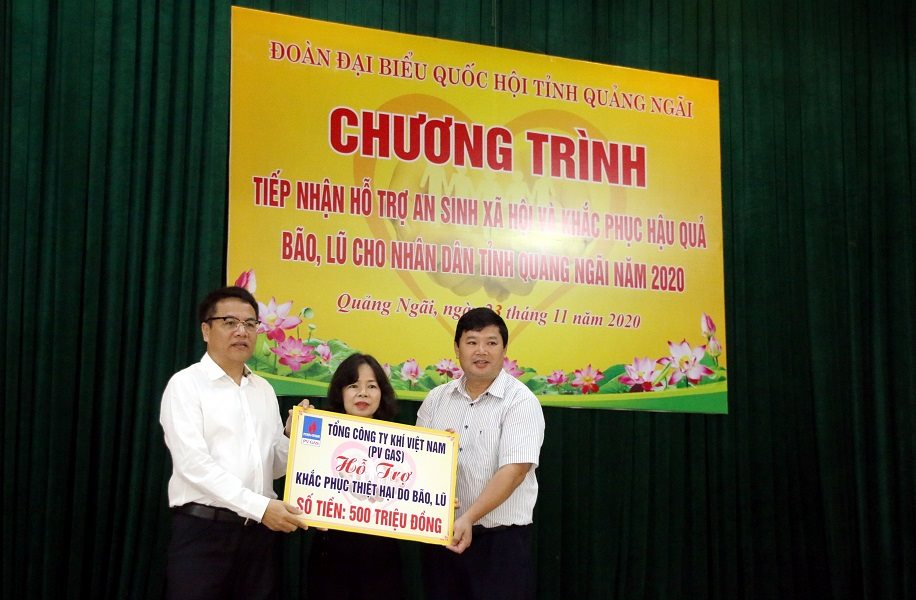 ĐOÀN ĐẠI BIỂU QUỐC HỘI TỈNH QUẢNG NGÃI
CHƯƠNG TRÌNH
TIẾP NHẬN HỖ TRỢ AN SINH XÃ HỘI VÀ KHẮC PHỤC HẬU QUẢ
BÃO, LŨ CHO NHÂN DÂN TỈNH QUẢNG NGÃI NĂM 2020
Quảng Ngãi, ngày 23 tháng 11 năm 2020
TỔNG CÔNG TY KHÍ VIỆT NAM
(PV GAS)
PV GAS
Hỗ Trợ
KHẮC PHỤC THIỆT HẠI DO BÃO, LŨ
SỐ TIỀN: 500 TRIỆU ĐỒNG